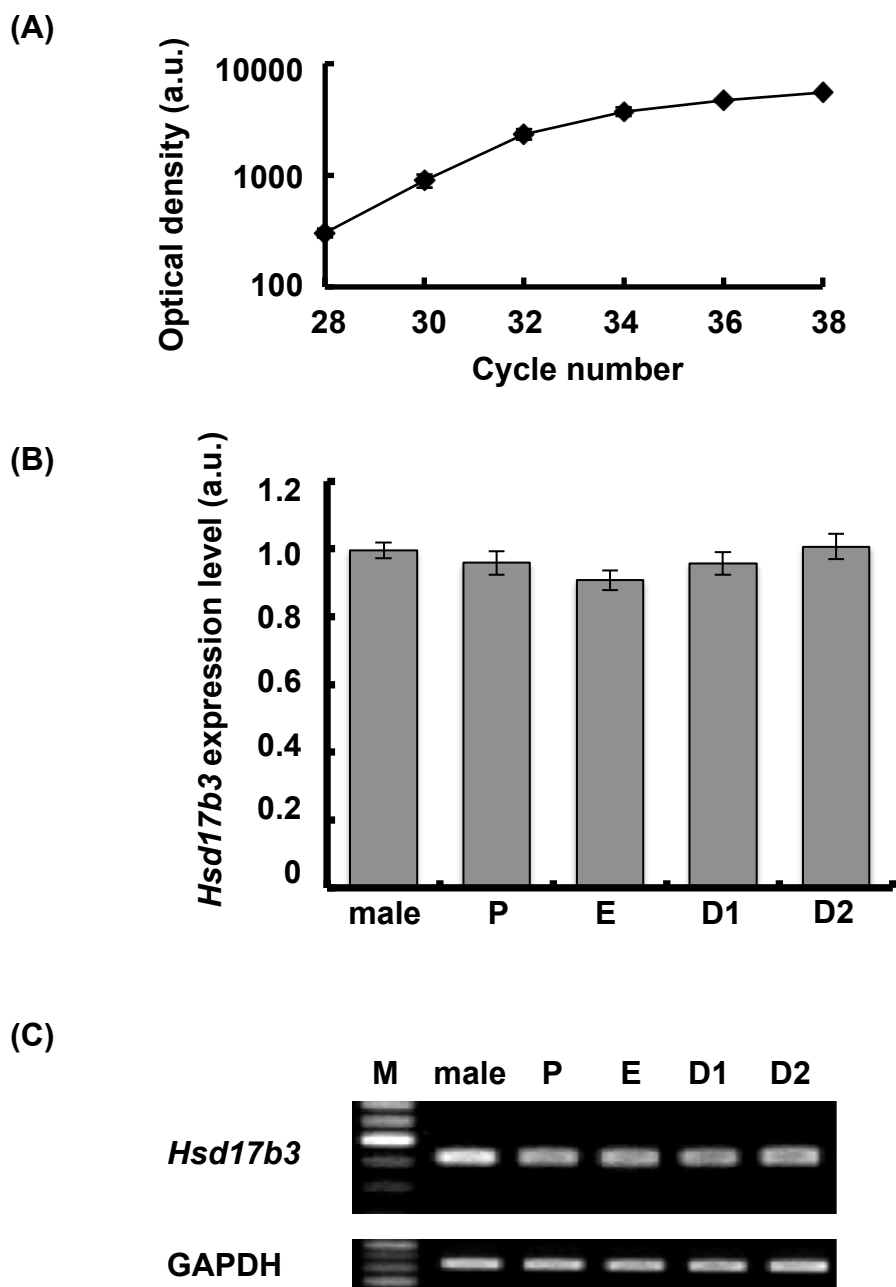 (A)
Optical density (a.u.)
10000
1000
100
28 30 32 34 36 38
Cycle number
(B)
Hsd17b3 expression level (a.u.)
1.2
1.0
0.8
0.6
0.4
0.2
0
male P E D1 D2
(C)
M male P E D1 D2
Hsd17b3
GAPDH